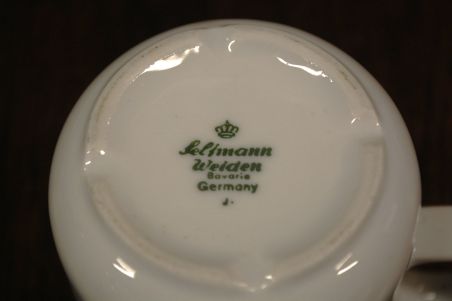 Seltmann
Weiden
Bavaria
Germany
J.